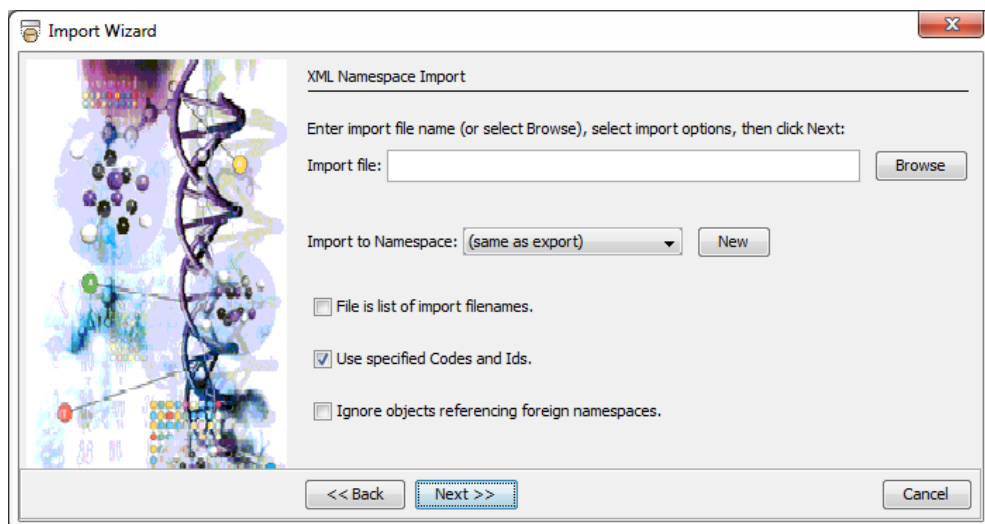 Import Wizard
XML Namespace Import
Enter import file name (or select Browse), select import options, then click Next:
Import file:
Browse
Import to Namespace: (same as export) New
File is list of import filenames.
Use specified Codes and Ids.
Ignore objects referencing foreign namespaces.
<< Back Next >> Cancel